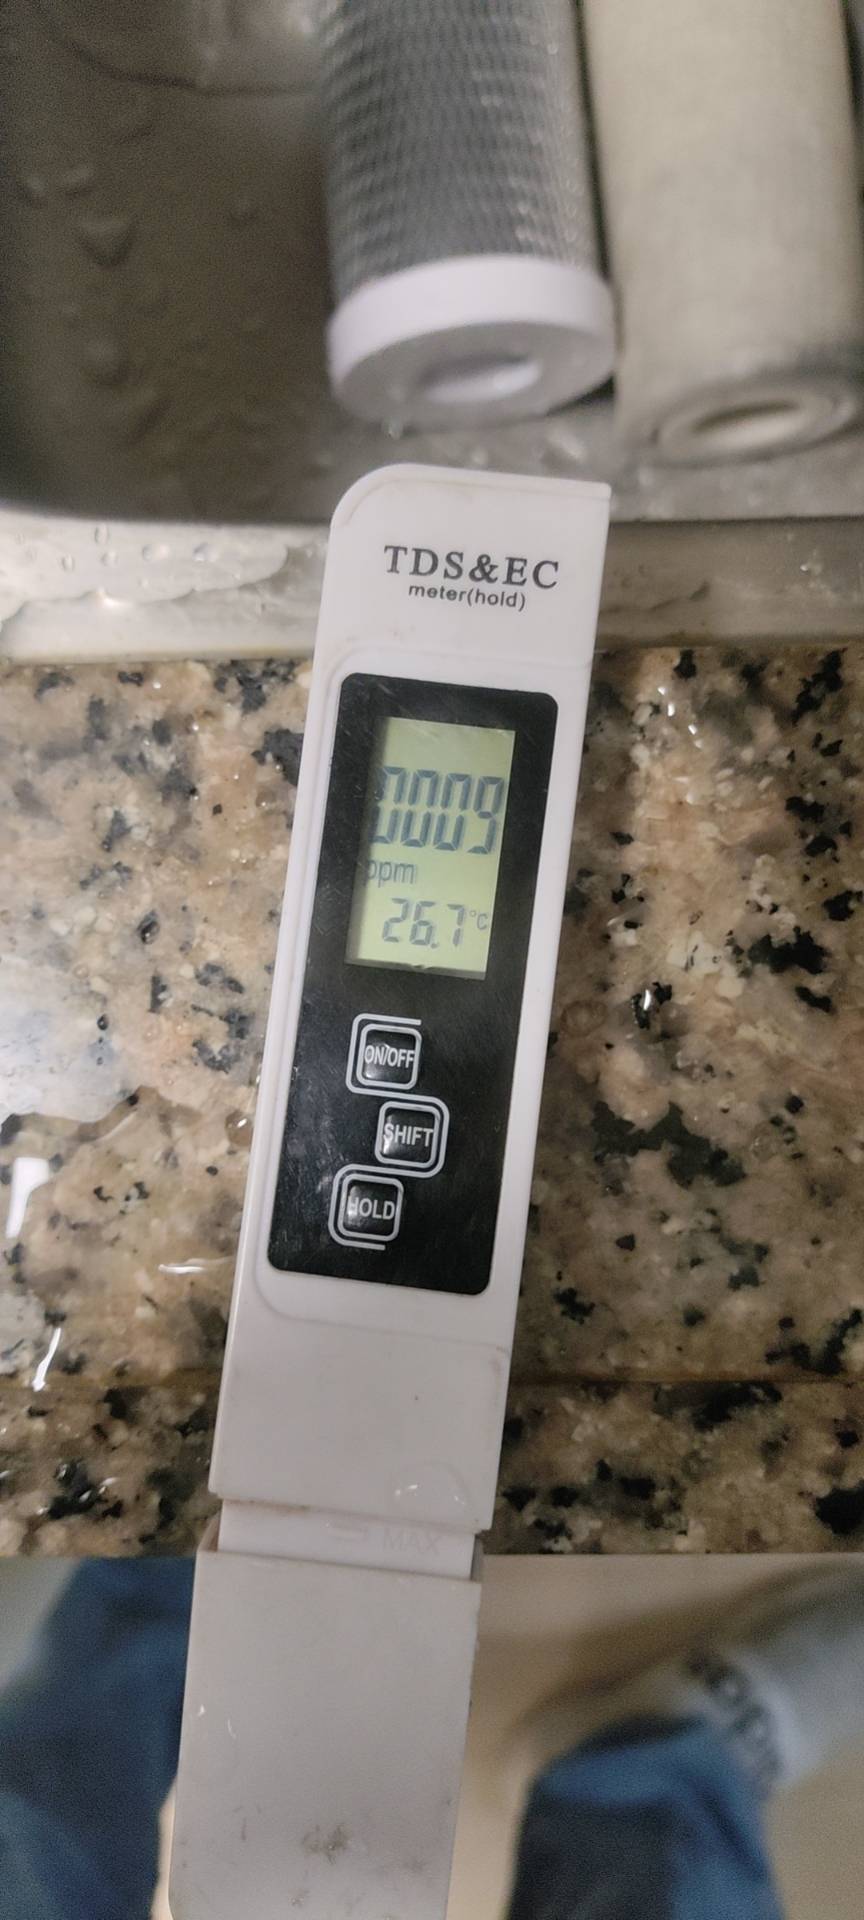 TDS&EC
meter(hold)
0009
ppm
26.7°C
ON/OFF
SHIFT
HOLD
MAX